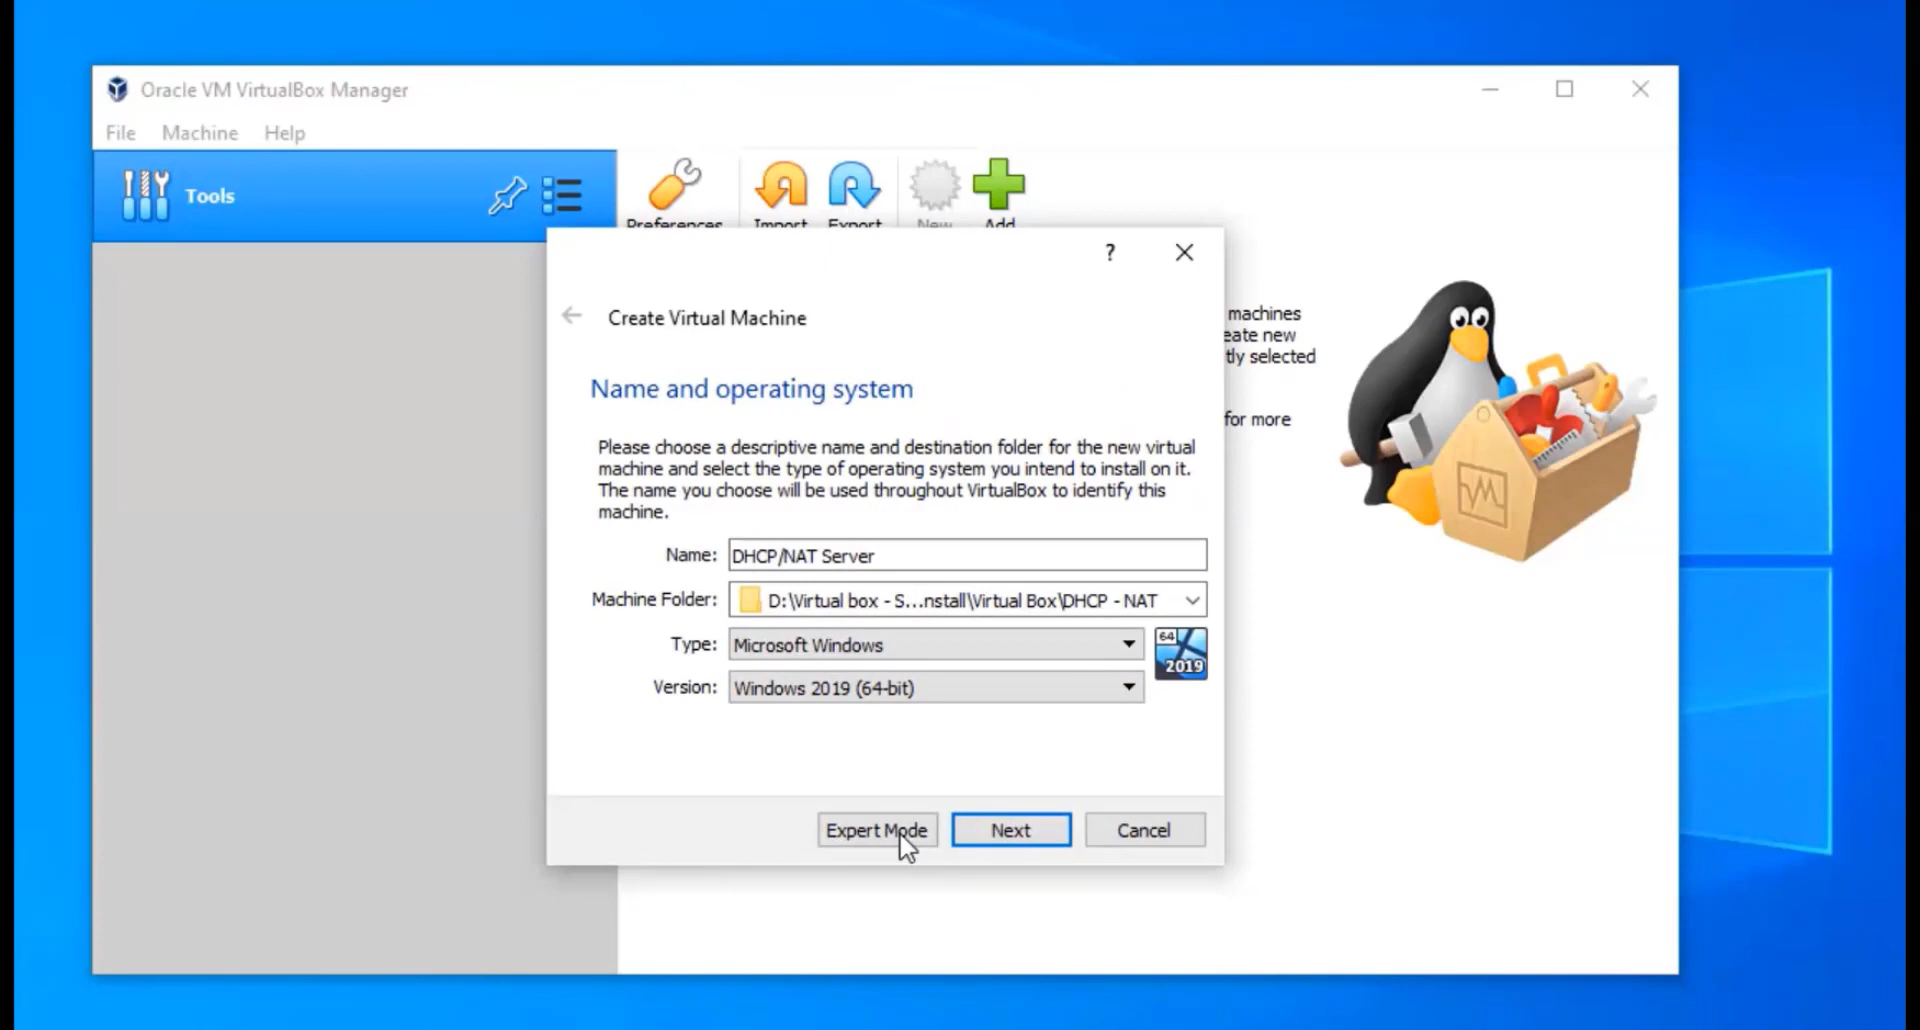 Oracle VM VirtualBox Manager
File Machine Help
Tools
Preferences Import Export New Add
?
Create Virtual Machine
machines
eate new
tly selected
for more
Name and operating system
Please choose a descriptive name and destination folder for the new virtual
machine and select the type of operating system you intend to install on it.
The name you choose will be used throughout VirtualBox to identify this
machine.
Name: DHCP/NAT Server
Machine Folder: D:\Virtual box - S...nstall\Virtual Box\DHCP - NAT
Type: Microsoft Windows
64
2019
Version: Windows 2019 (64-bit)
Expert Mode Next Cancel